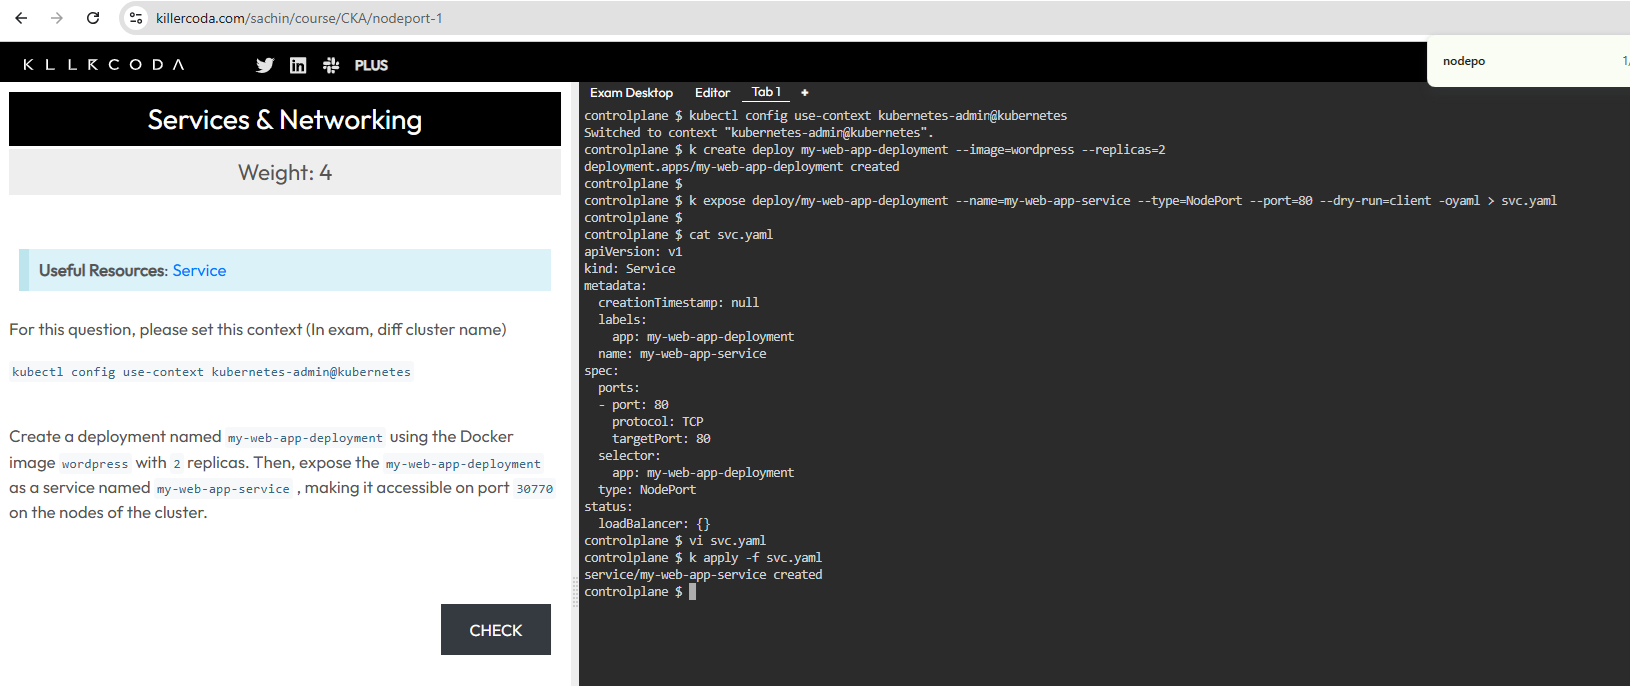 killercoda.com/sachin/course/CKA/nodeport-1
KLLRCODA
PLUS
nodepo
1/
Services & Networking
Weight: 4
Useful Resources: Service
For this question, please set this context (In exam, diff cluster name)
kubectl config use-context kubernetes-admin@kubernetes
Create a deployment named my-web-app-deployment using the Docker
image wordpress with 2 replicas. Then, expose the my-web-app-deployment
as a service named my-web-app-service , making it accessible on port 30770
on the nodes of the cluster.
CHECK
Exam Desktop Editor Tab 1 +
controlplane $ kubectl config use-context kubernetes-admin@kubernetes
Switched to context "kubernetes-admin@kubernetes".
controlplane $ k create deploy my-web-app-deployment --image=wordpress --replicas=2
deployment.apps/my-web-app-deployment created
controlplane $
controlplane $ k expose deploy/my-web-app-deployment --name=my-web-app-service --type=NodePort --port=80 --dry-run=client -oyaml > svc.yaml
controlplane $
controlplane $ cat svc.yaml
apiVersion: v1
kind: Service
metadata:
  creationTimestamp: null
  labels:
    app: my-web-app-deployment
  name: my-web-app-service
spec:
  ports:
  - port: 80
    protocol: TCP
    targetPort: 80
  selector:
    app: my-web-app-deployment
  type: NodePort
status:
  loadBalancer: {}
controlplane $ vi svc.yaml
controlplane $ k apply -f svc.yaml
service/my-web-app-service created
controlplane $